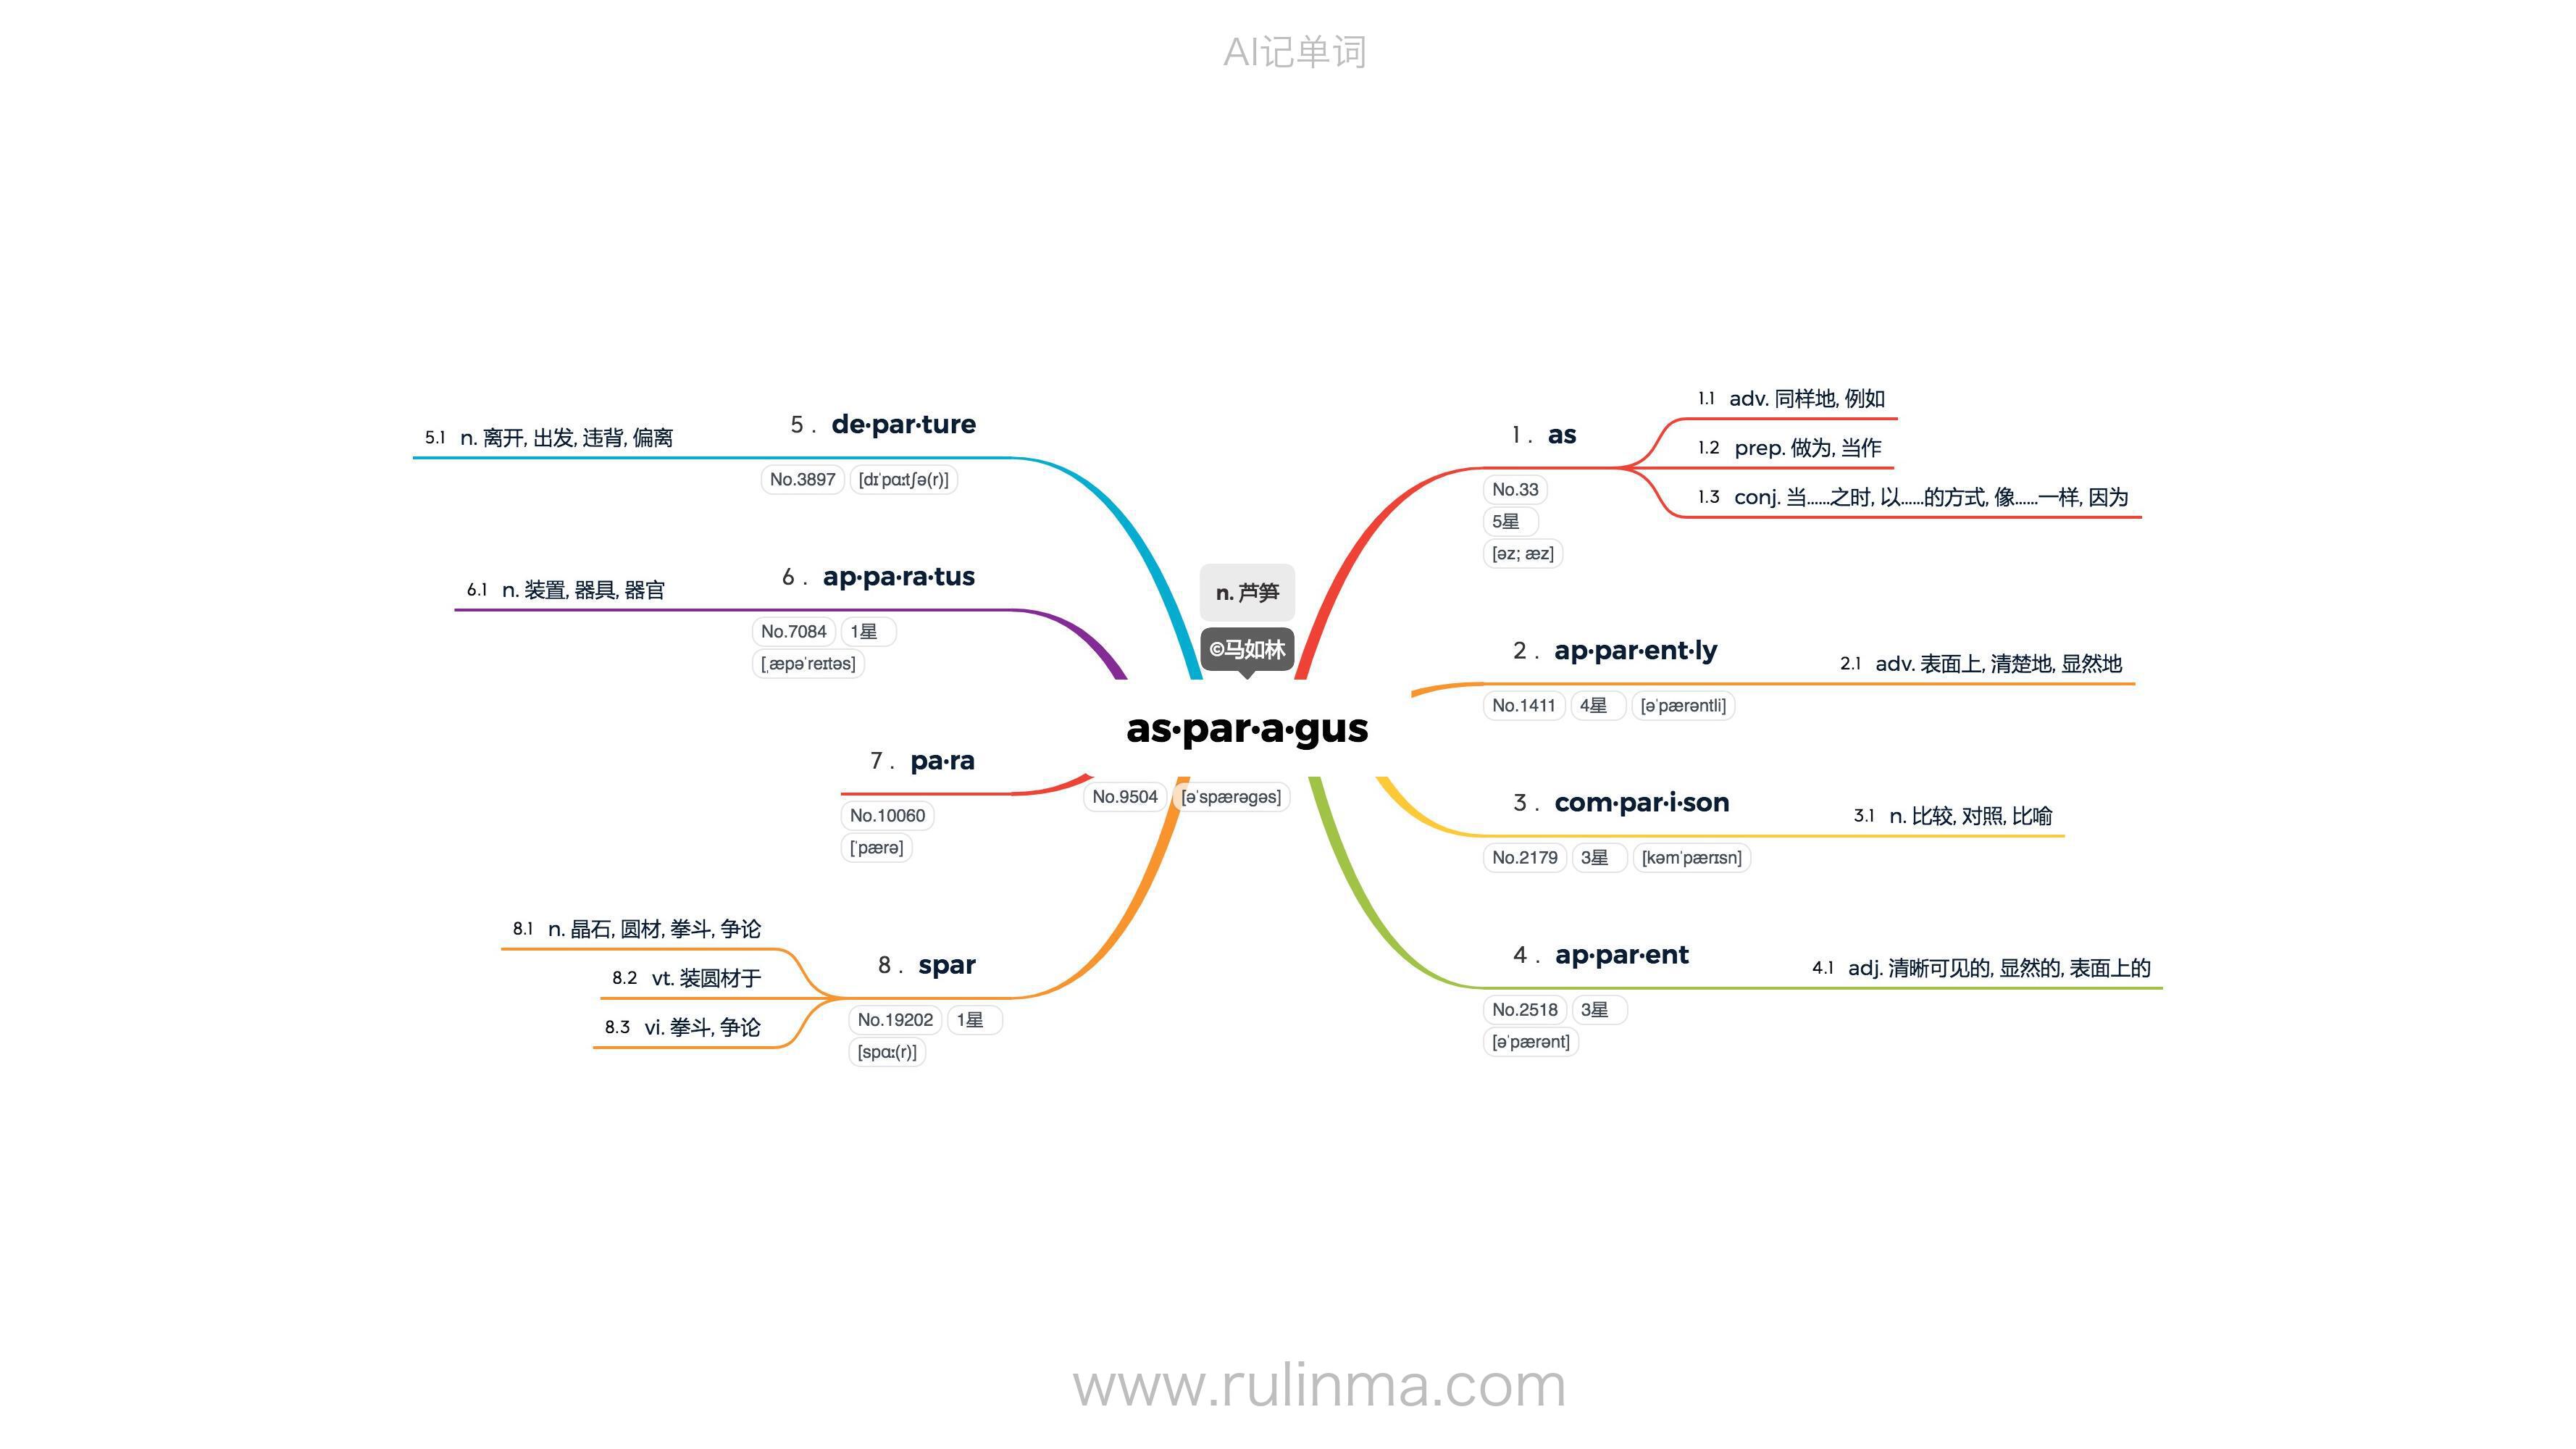 AI记单词
n. 芦笋
©马如林
as·par·a·gus
No.9504 [əˈspærəgəs]
1. as
No.33
5星
[əz; æz]
1.1 adv. 同样地, 例如
1.2 prep. 做为, 当作
1.3 conj. 当……之时, 以……的方式, 像……一样, 因为
2. ap·par·ent·ly
No.1411 4星 [əˈpærəntli]
2.1 adv. 表面上, 清楚地, 显然地
3. com·par·i·son
No.2179 3星 [kəmˈpærɪsn]
3.1 n. 比较, 对照, 比喻
4. ap·par·ent
No.2518 3星
[əˈpærənt]
4.1 adj. 清晰可见的, 显然的, 表面上的
5. de·par·ture
No.3897 [dɪˈpɑːtʃə(r)]
5.1 n. 离开, 出发, 违背, 偏离
6. ap·pa·ra·tus
No.7084 1星
[ˌæpəˈreɪtəs]
6.1 n. 装置, 器具, 器官
7. pa·ra
No.10060
[ˈpærə]
8. spar
No.19202 1星
[spɑː(r)]
8.1 n. 晶石, 圆材, 拳斗, 争论
8.2 vt. 装圆材于
8.3 vi. 拳斗, 争论
www.rulinma.com